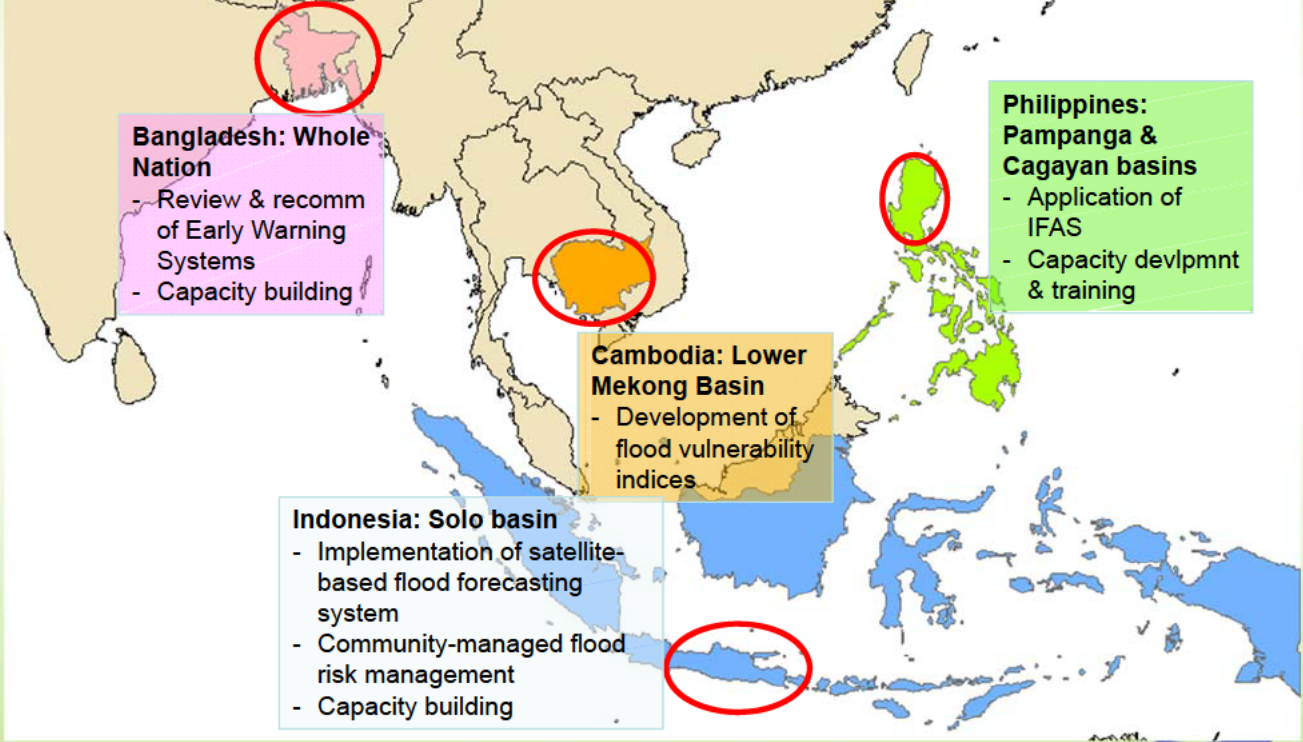 Bangladesh: Whole
Nation
- Review & recomm
of Early Warning
Systems
- Capacity building
Philippines:
Pampanga &
Cagayan basins
- Application of
IFAS
- Capacity devlpmnt
& training
Cambodia: Lower
Mekong Basin
- Development of
flood vulnerability
indices
Indonesia: Solo basin
- Implementation of satellite-
based flood forecasting
system
- Community-managed flood
risk management
- Capacity building